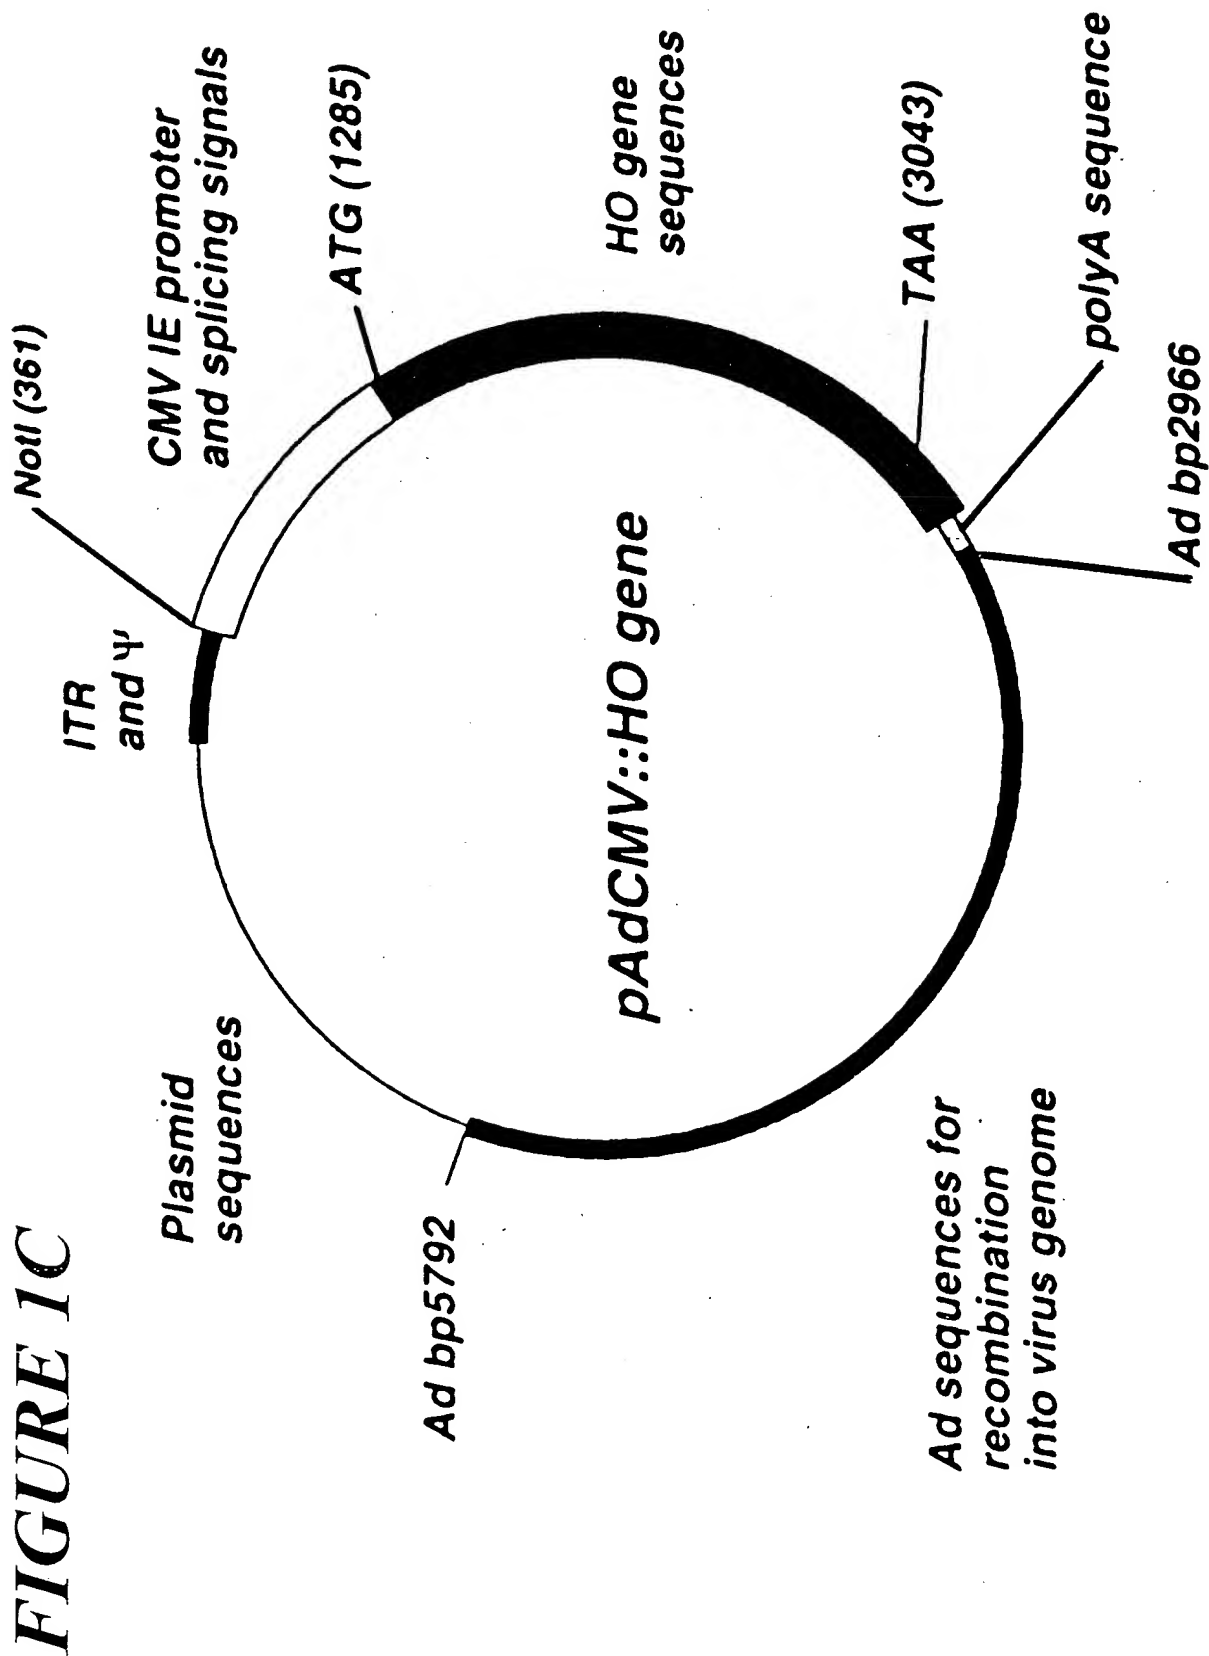 FIGURE 1C
ITR
and Ψ
NotI (361)
CMV IE promoter
and splicing signals
ATG (1285)
HO gene
sequences
TAA (3043)
polyA sequence
Ad bp2966
Ad sequences for
recombination
into virus genome
Ad bp5792
Plasmid
sequences
pAdCMV::HO gene